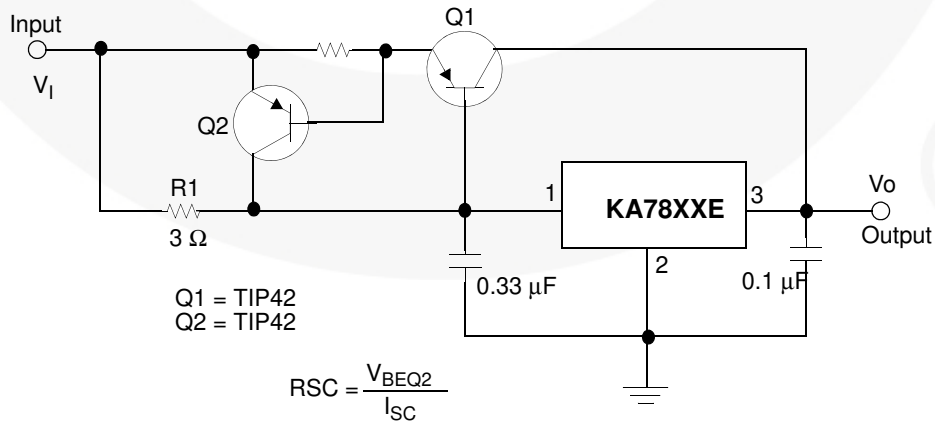 Input
Q1
V_I
Q2
R1
3 Ω
1
KA78XXE
3
Vo
Output
2
0.33 μF
0.1 μF
Q1 = TIP42
Q2 = TIP42
RSC = V_BEQ2 / I_SC